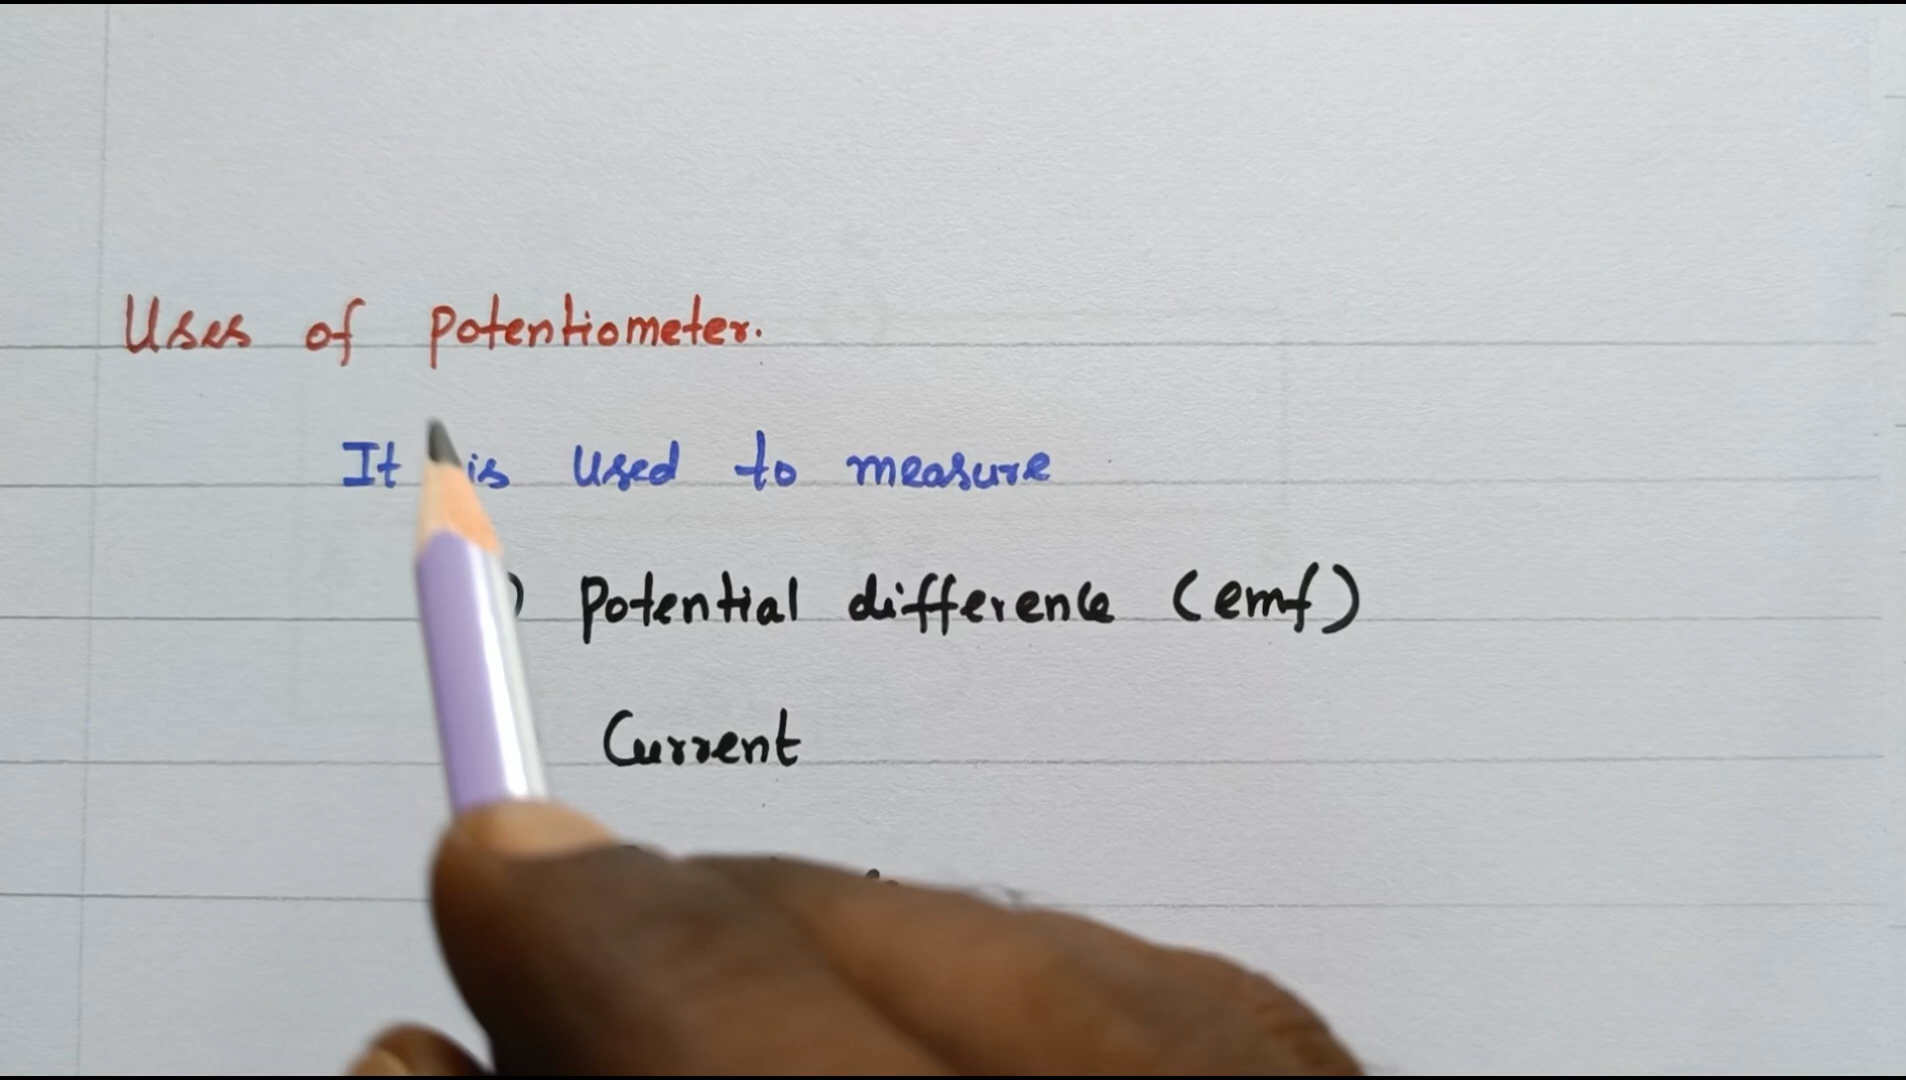 Uses of potentiometer.
It is used to measure
) potential difference (emf)
Current